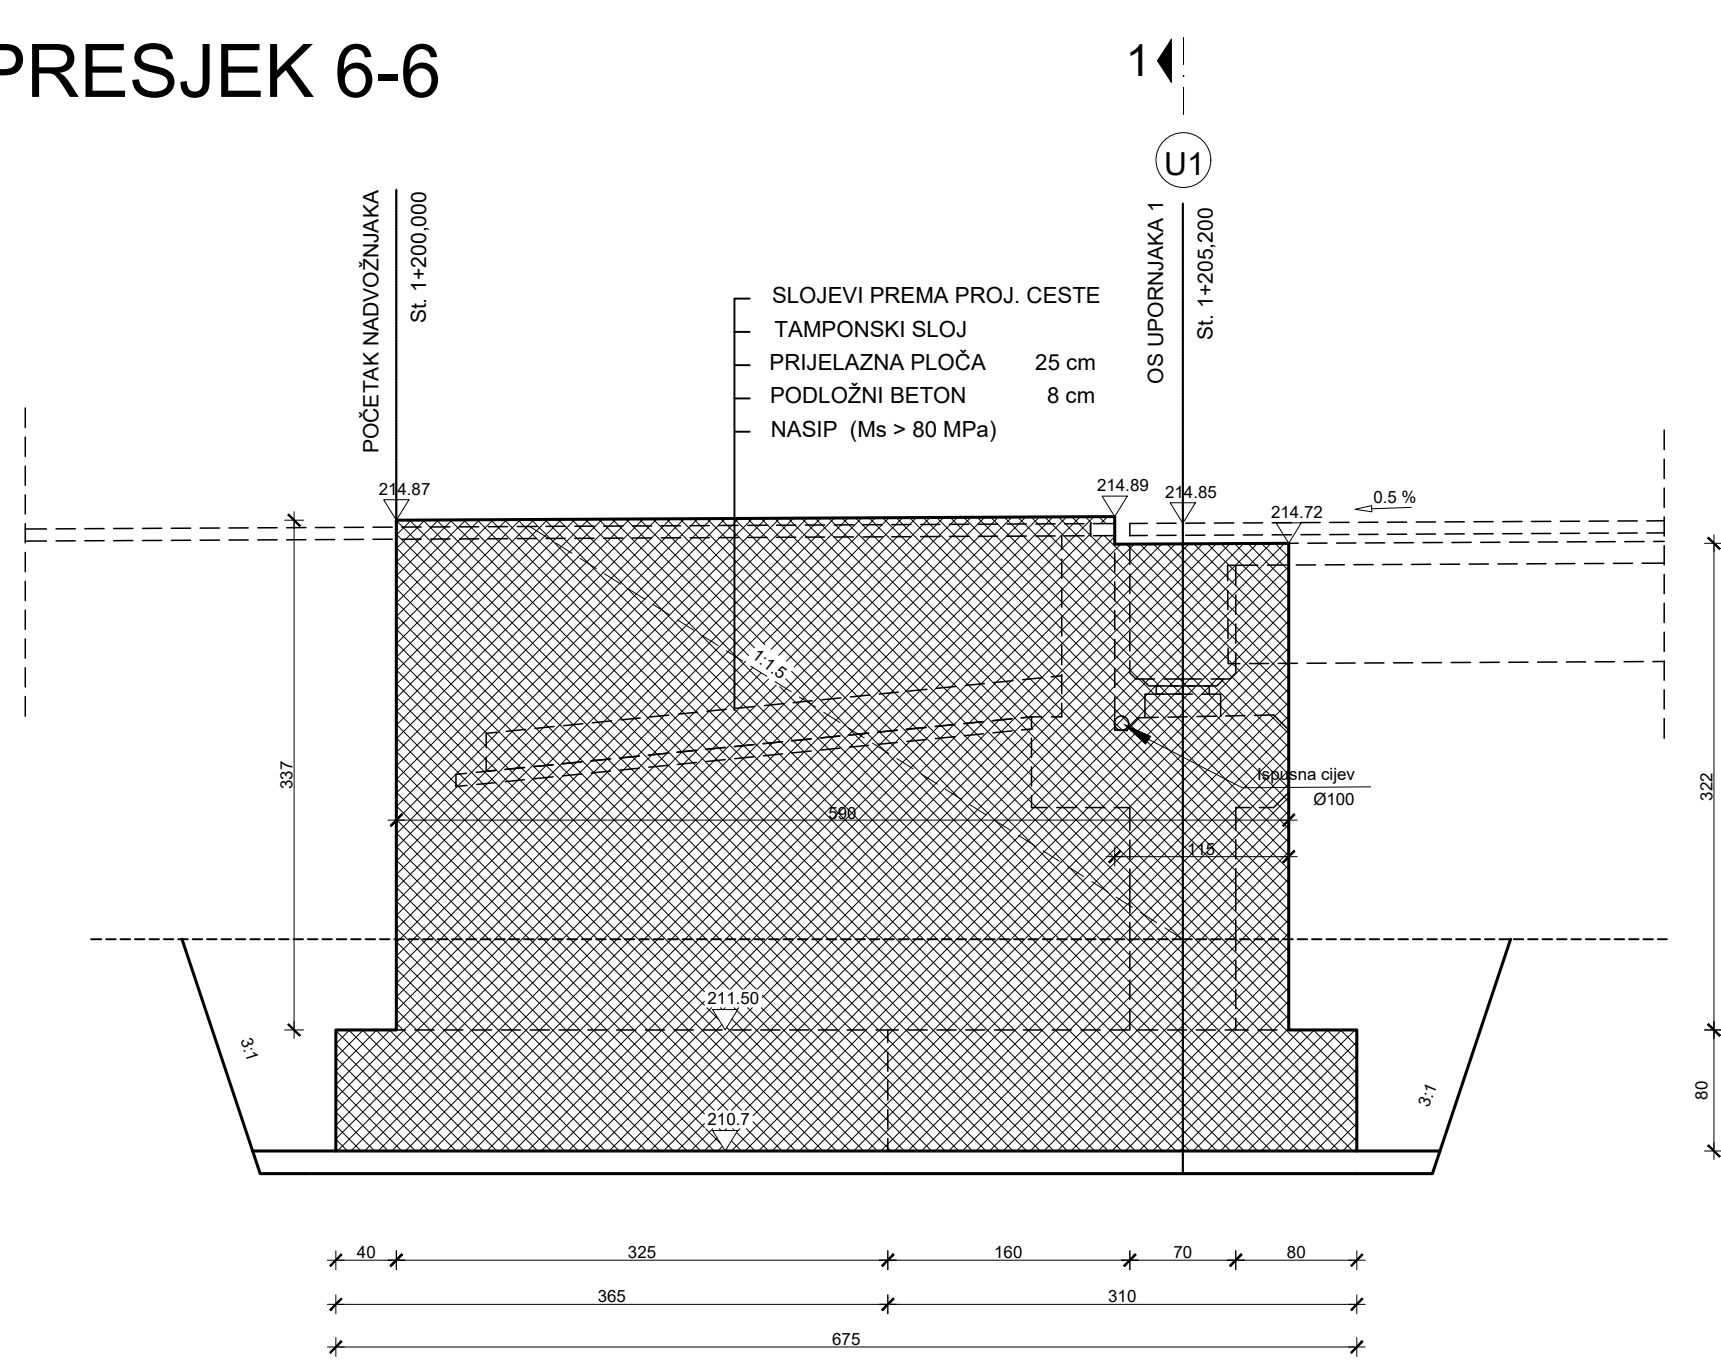 PRESJEK 6-6
1
U1
POČETAK NADVOŽNJAKA
St. 1+200,000
OS UPORNJAKA 1
St. 1+205,200
SLOJEVI PREMA PROJ. CESTE
TAMPONSKI SLOJ
PRIJELAZNA PLOČA 25 cm
PODLOŽNI BETON 8 cm
NASIP (Ms > 80 MPa)
214.87
214.89
214.85
214.72
0.5 %
1:1.5
337
Ispusna cijev
Ø100
322
590
115
211.50
3:1
3:1
80
210.7
40
325
160
70
80
365
310
675